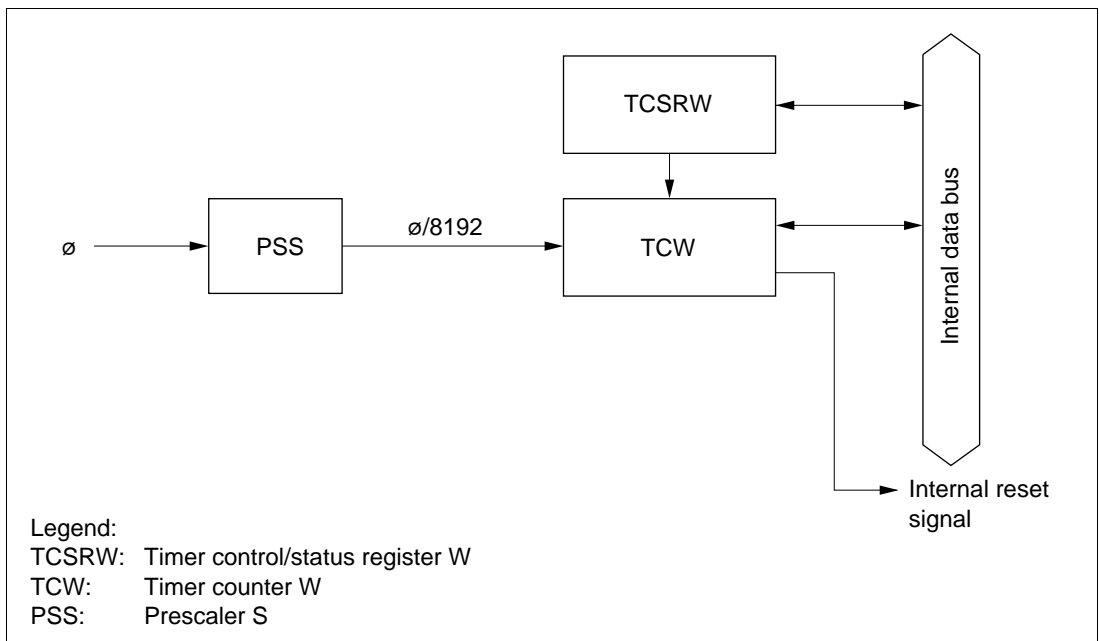 TCSRW
ø
PSS
ø/8192
TCW
Internal data bus
Internal reset
signal
Legend:
TCSRW: Timer control/status register W
TCW: Timer counter W
PSS: Prescaler S